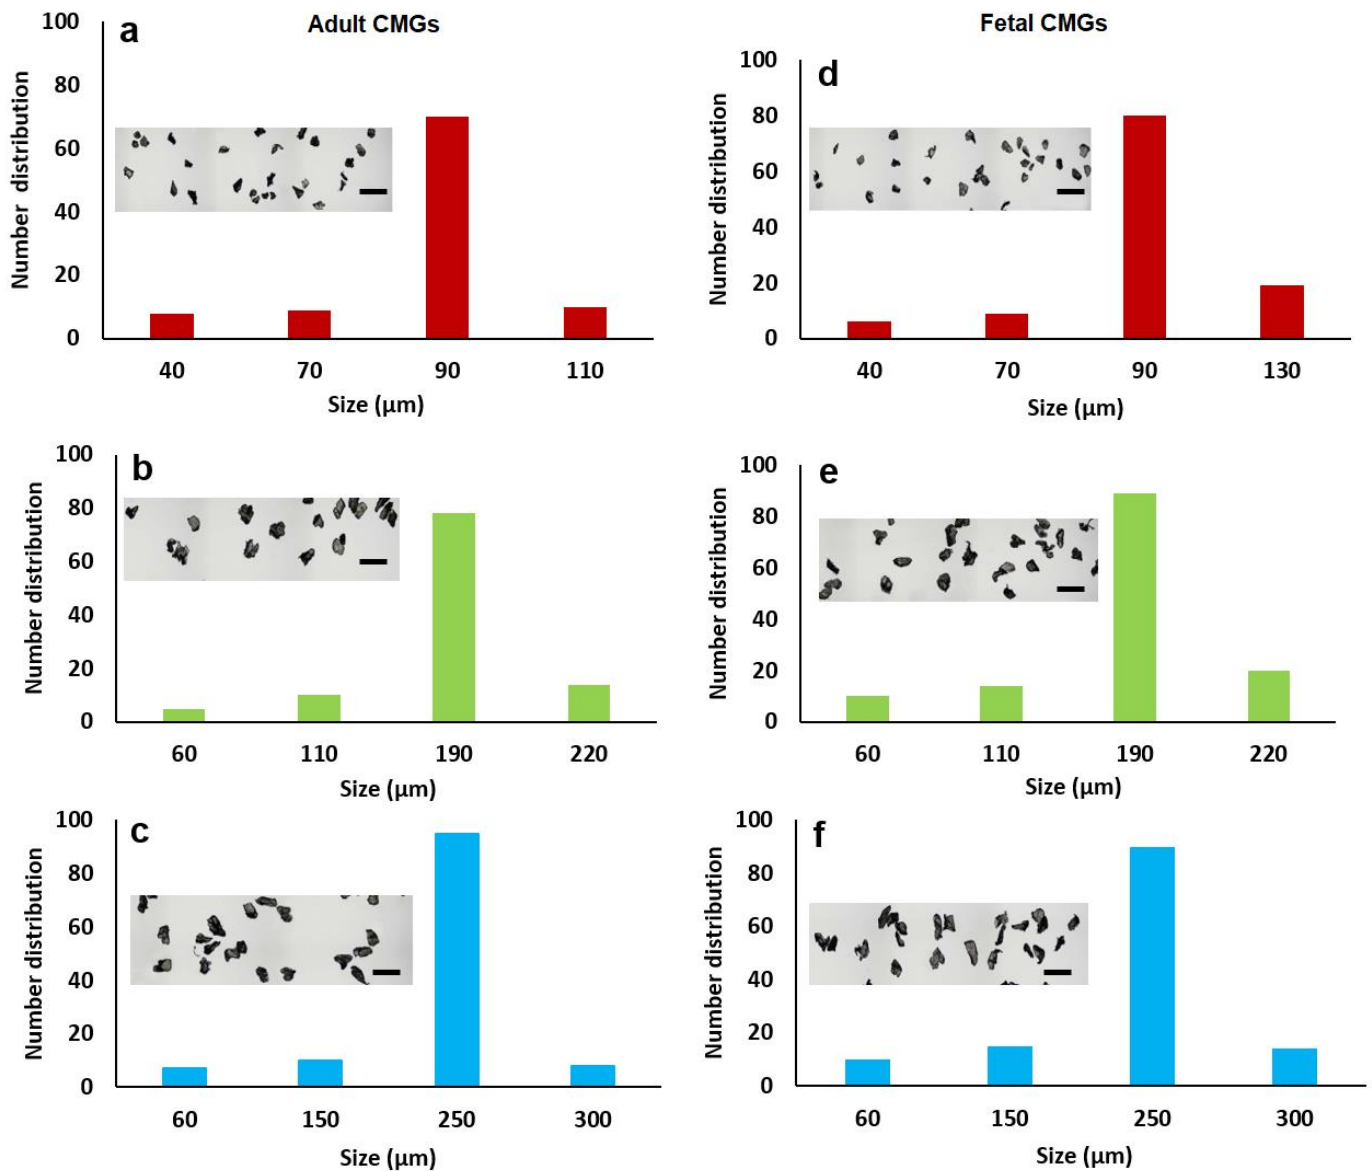 Adult CMGs
a
Number distribution
100
80
60
40
20
0
40 70 90 110
Size (µm)
b
Number distribution
100
80
60
40
20
0
60 110 190 220
Size (µm)
c
Number distribution
100
80
60
40
20
0
60 150 250 300
Size (µm)
Fetal CMGs
d
Number distribution
100
80
60
40
20
0
40 70 90 130
Size (µm)
e
Number distribution
100
80
60
40
20
0
60 110 190 220
Size (µm)
f
Number distribution
100
80
60
40
20
0
60 150 250 300
Size (µm)